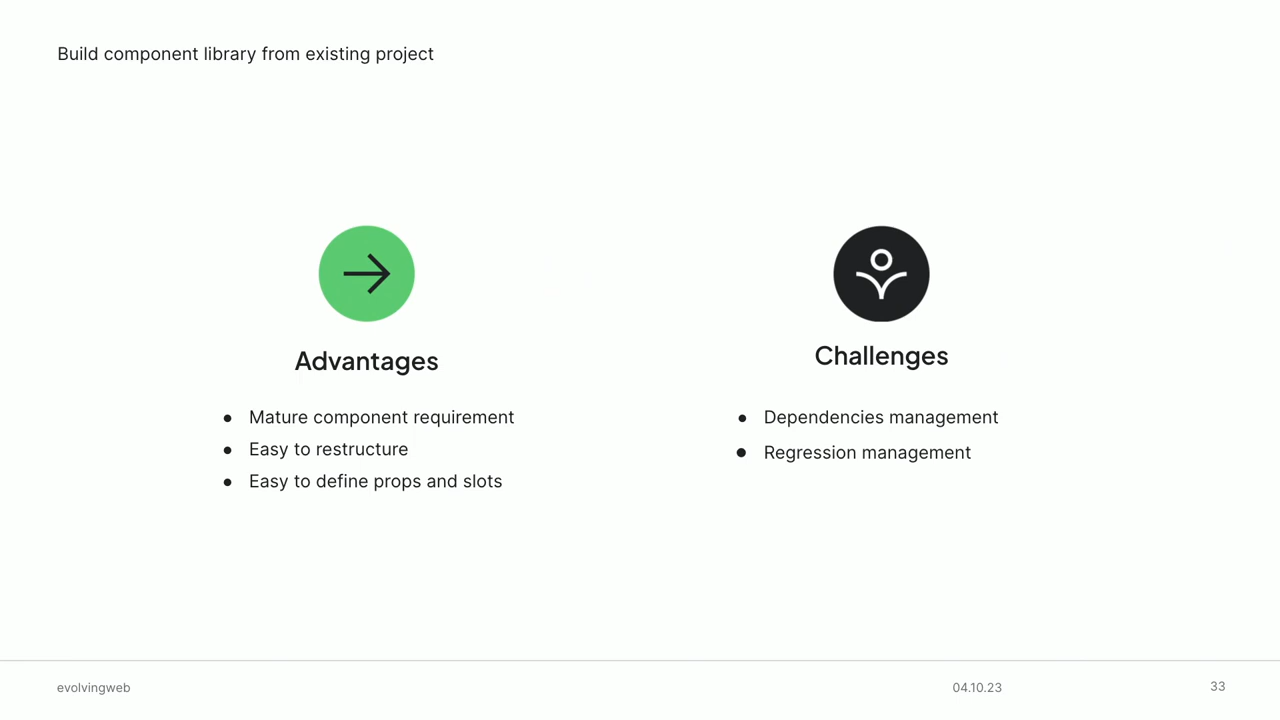 Build component library from existing project
Advantages
● Mature component requirement
● Easy to restructure
● Easy to define props and slots
Challenges
● Dependencies management
● Regression management
evolvingweb
04.10.23
33